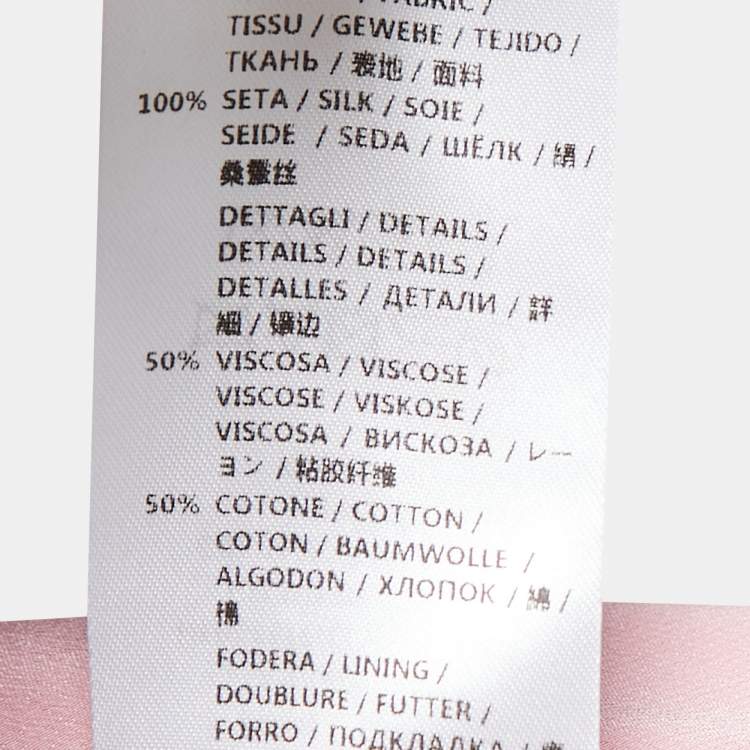 / FABRIC /
TISSU / GEWEBE / TEJIDO /
ТКАНЬ / 表地 / 面料
100% SETA / SILK / SOIE /
SEIDE / SEDA / ШЁЛК / 絹 /
桑蚕丝
DETTAGLI / DETAILS /
DETAILS / DETAILS /
DETALLES / ДЕТАЛИ / 詳
細 / 镶边
50% VISCOSA / VISCOSE /
VISCOSE / VISKOSE /
VISCOSA / ВИСКОЗА / レー
ヨン / 粘胶纤维
50% COTONE / COTTON /
COTON / BAUMWOLLE /
ALGODON / ХЛОПОК / 綿 /
棉
FODERA / LINING /
DOUBLURE / FUTTER /
FORRO / ПОДКЛАДКА /